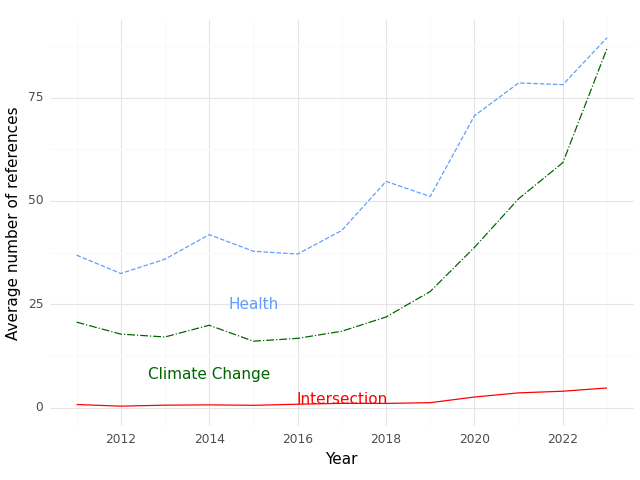 Average number of references
75
50
25
0
Health
Climate Change
Intersection
2012 2014 2016 2018 2020 2022
Year